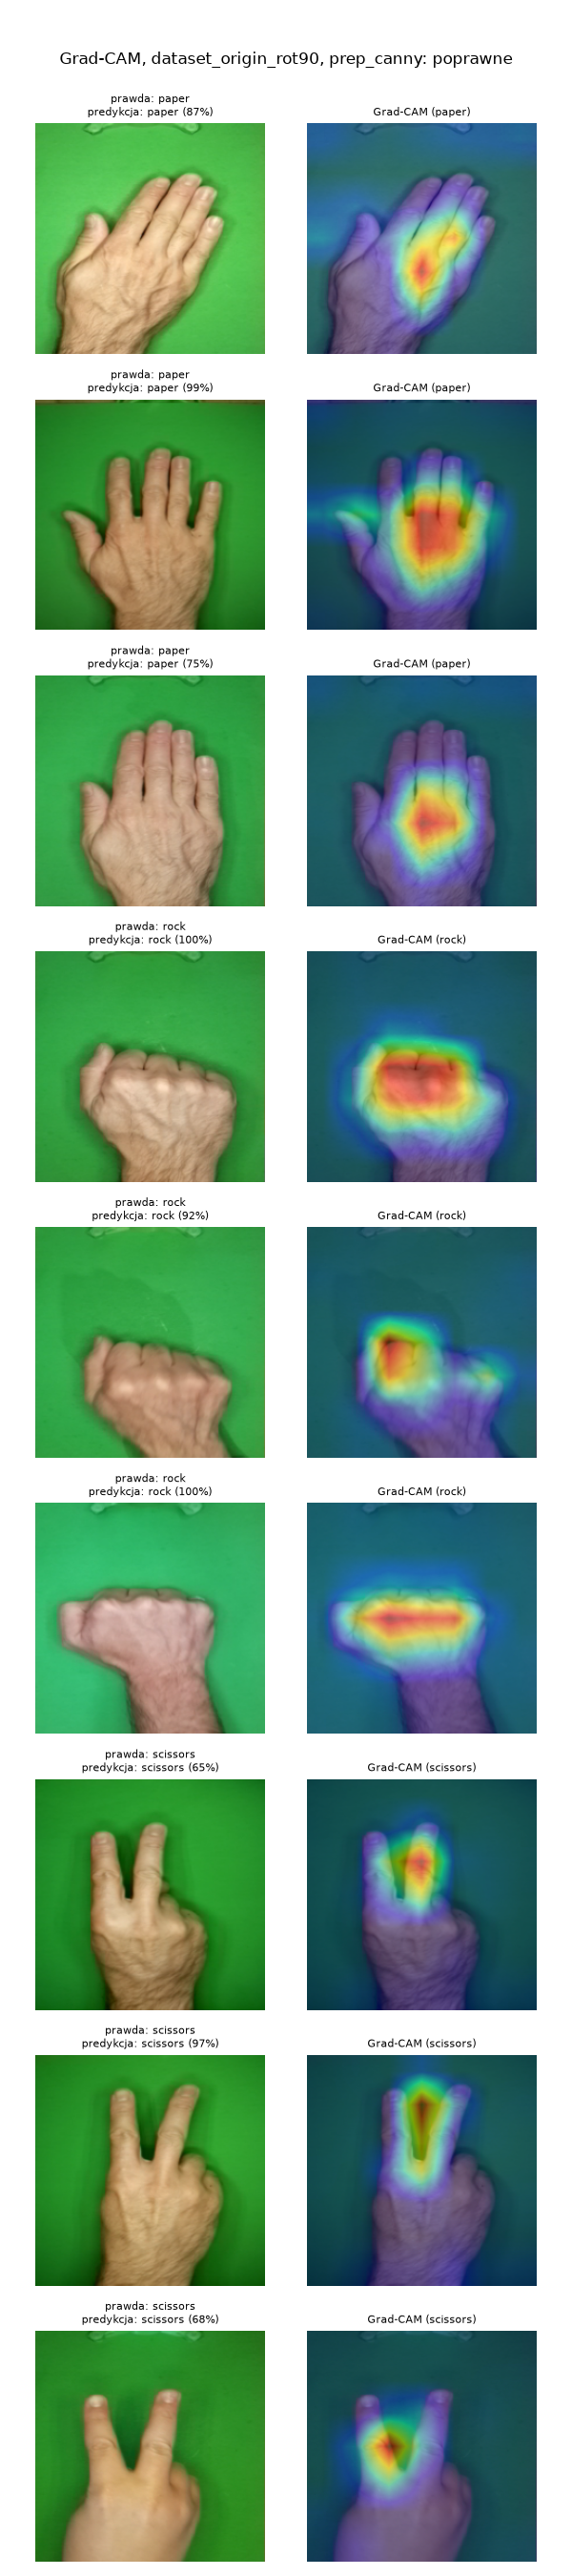 Grad-CAM, dataset_origin_rot90, prep_canny: poprawne
prawda: paper
predykcja: paper (87%)
Grad-CAM (paper)
prawda: paper
predykcja: paper (99%)
Grad-CAM (paper)
prawda: paper
predykcja: paper (75%)
Grad-CAM (paper)
prawda: rock
predykcja: rock (100%)
Grad-CAM (rock)
prawda: rock
predykcja: rock (92%)
Grad-CAM (rock)
prawda: rock
predykcja: rock (100%)
Grad-CAM (rock)
prawda: scissors
predykcja: scissors (65%)
Grad-CAM (scissors)
prawda: scissors
predykcja: scissors (97%)
Grad-CAM (scissors)
prawda: scissors
predykcja: scissors (68%)
Grad-CAM (scissors)